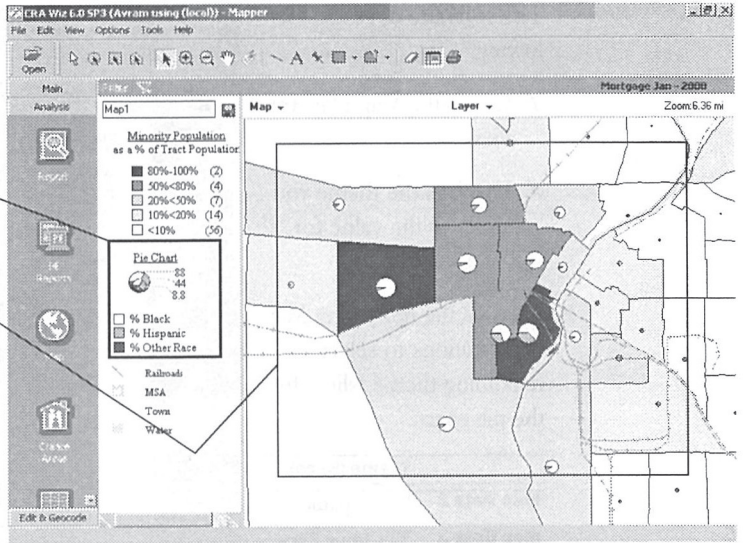 CRA Wiz 6.0 SP3 (Avram using (local)) - Mapper
File Edit View Options Tools Help
Open
Main
Analysis
Mortgage Jan - 2000
Map1
Map
Layer
Zoom:6.36 mi
Minority Population
as a % of Tract Population
80%-100% (2)
50%<80% (4)
20%<50% (7)
10%<20% (14)
<10% (56)
Report
Reports
Pie Chart
88
44
8.8
% Black
% Hispanic
% Other Race
Railroads
MSA
Town
Water
Areas
Edit & Geocode